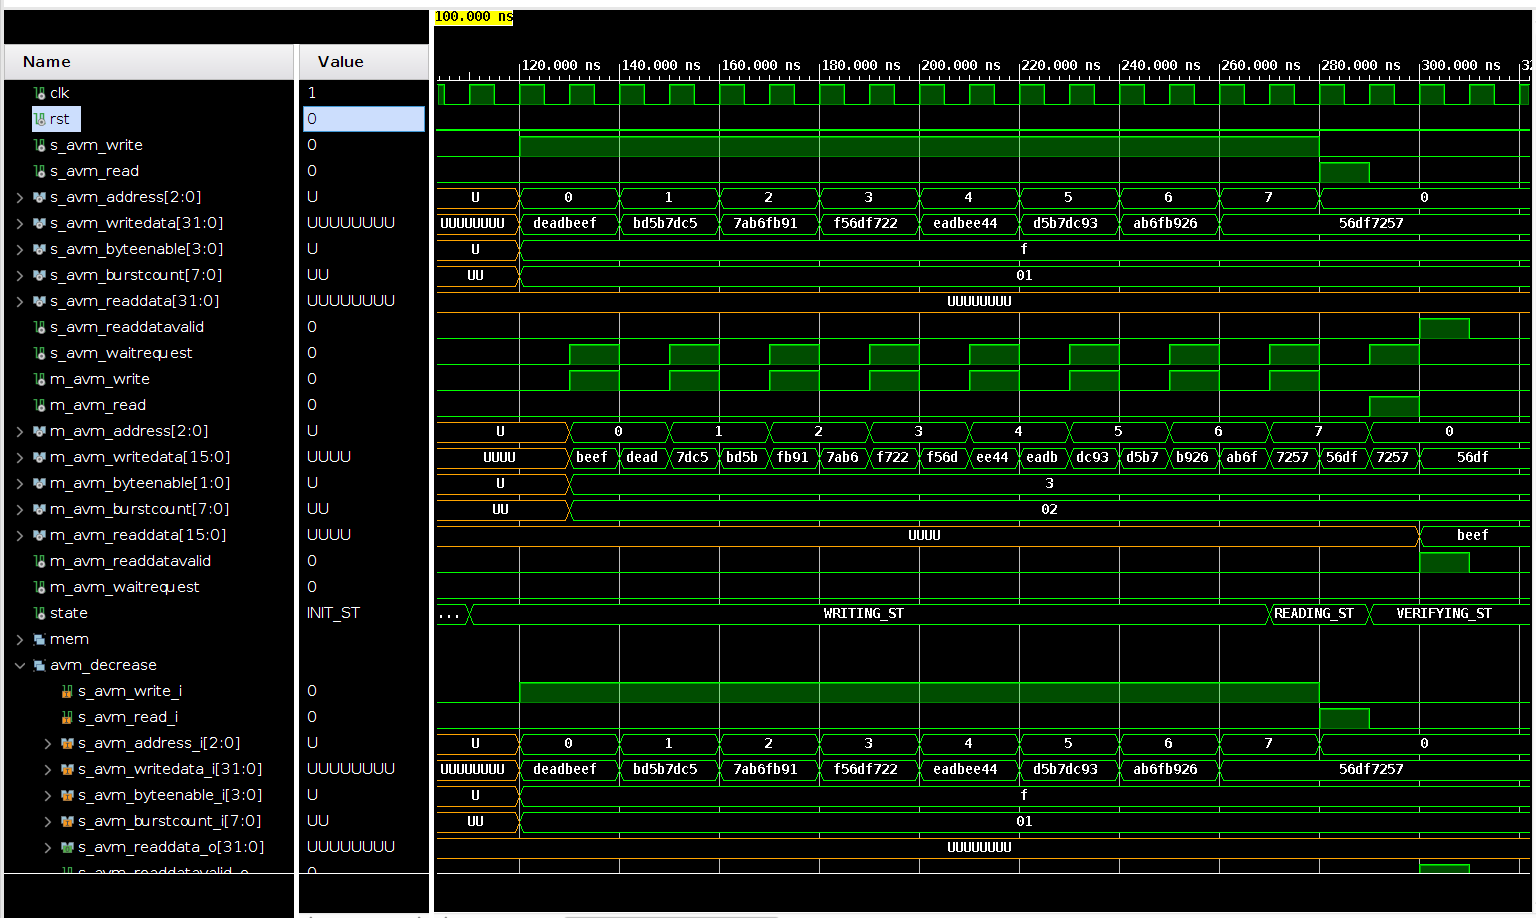 100.000 ns
Name Value
120.000 ns 140.000 ns 160.000 ns 180.000 ns 200.000 ns 220.000 ns 240.000 ns 260.000 ns 280.000 ns 300.000 ns
clk 1
rst 0
s_avm_write 0
s_avm_read 0
s_avm_address[2:0] U U 0 1 2 3 4 5 6 7 0
s_avm_writedata[31:0] UUUUUUUU UUUUUUUU deadbeef bd5b7dc5 7ab6fb91 f56df722 eadbee44 d5b7dc93 ab6fb926 56df7257
s_avm_byteenable[3:0] U U f
s_avm_burstcount[7:0] UU UU 01
s_avm_readdata[31:0] UUUUUUUU UUUUUUUU
s_avm_readdatavalid 0
s_avm_waitrequest 0
m_avm_write 0
m_avm_read 0
m_avm_address[2:0] U U 0 1 2 3 4 5 6 7 0
m_avm_writedata[15:0] UUUU UUUU beef dead 7dc5 bd5b fb91 7ab6 f722 f56d ee44 eadb dc93 d5b7 b926 ab6f 7257 56df 7257 56df
m_avm_byteenable[1:0] U U 3
m_avm_burstcount[7:0] UU UU 02
m_avm_readdata[15:0] UUUU UUUU beef
m_avm_readdatavalid 0
m_avm_waitrequest 0
state INIT_ST ... WRITING_ST READING_ST VERIFYING_ST
mem
avm_decrease
s_avm_write_i 0
s_avm_read_i 0
s_avm_address_i[2:0] U U 0 1 2 3 4 5 6 7 0
s_avm_writedata_i[31:0] UUUUUUUU UUUUUUUU deadbeef bd5b7dc5 7ab6fb91 f56df722 eadbee44 d5b7dc93 ab6fb926 56df7257
s_avm_byteenable_i[3:0] U U f
s_avm_burstcount_i[7:0] UU UU 01
s_avm_readdata_o[31:0] UUUUUUUU UUUUUUUU